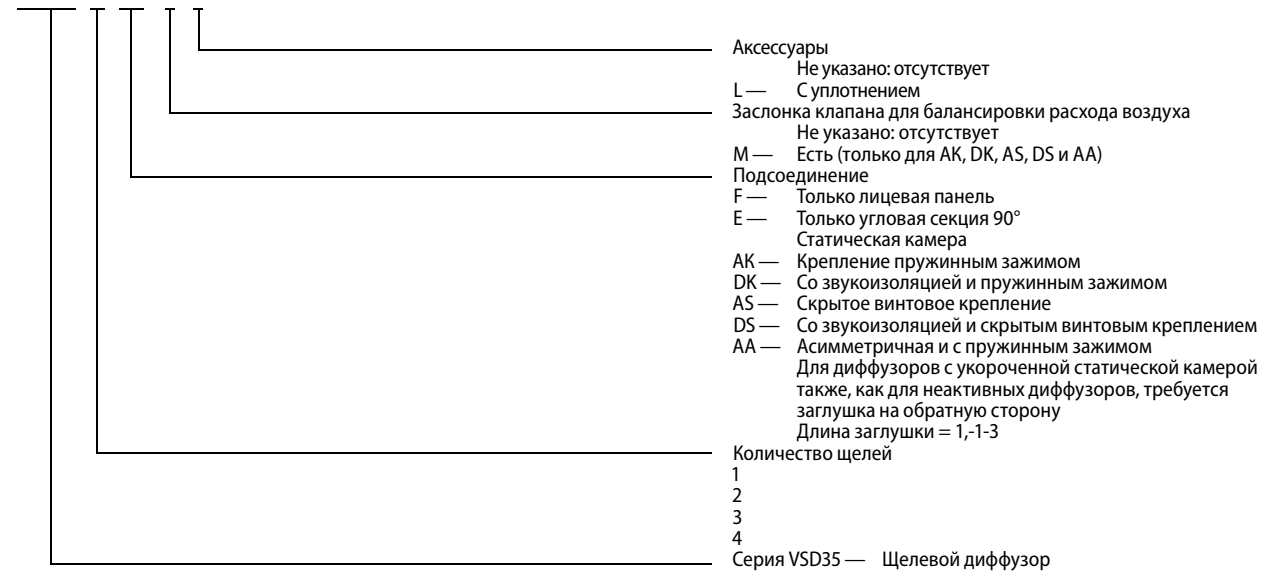 Аксессуары
Не указано: отсутствует
L — С уплотнением
Заслонка клапана для балансировки расхода воздуха
Не указано: отсутствует
M — Есть (только для AK, DK, AS, DS и AA)
Подсоединение
F — Только лицевая панель
E — Только угловая секция 90°
Статическая камера
AK — Крепление пружинным зажимом
DK — Со звукоизоляцией и пружинным зажимом
AS — Скрытое винтовое крепление
DS — Со звукоизоляцией и скрытым винтовым креплением
AA — Асимметричная и с пружинным зажимом
Для диффузоров с укороченной статической камерой
также, как для неактивных диффузоров, требуется
заглушка на обратную сторону
Длина заглушки = 1,-1-3
Количество щелей
1
2
3
4
Серия VSD35 — Щелевой диффузор